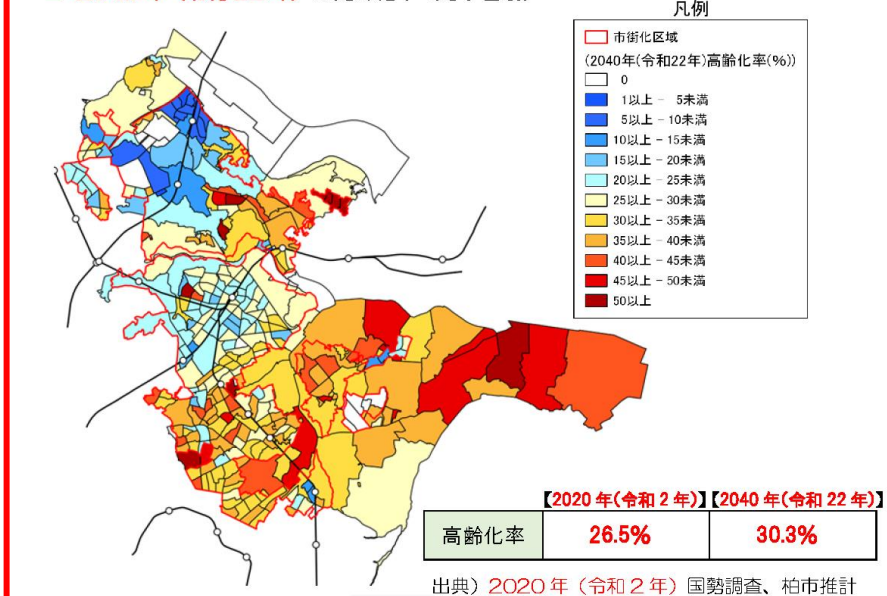 凡例
市街化区域
(2040年(令和22年)高齢化率(%))
0
1以上 - 5未満
5以上 - 10未満
10以上 - 15未満
15以上 - 20未満
20以上 - 25未満
25以上 - 30未満
30以上 - 35未満
35以上 - 40未満
40以上 - 45未満
45以上 - 50未満
50以上
【2020年(令和2年)】【2040年(令和22年)】
高齢化率 26.5% 30.3%
出典）2020年（令和2年）国勢調査、柏市推計